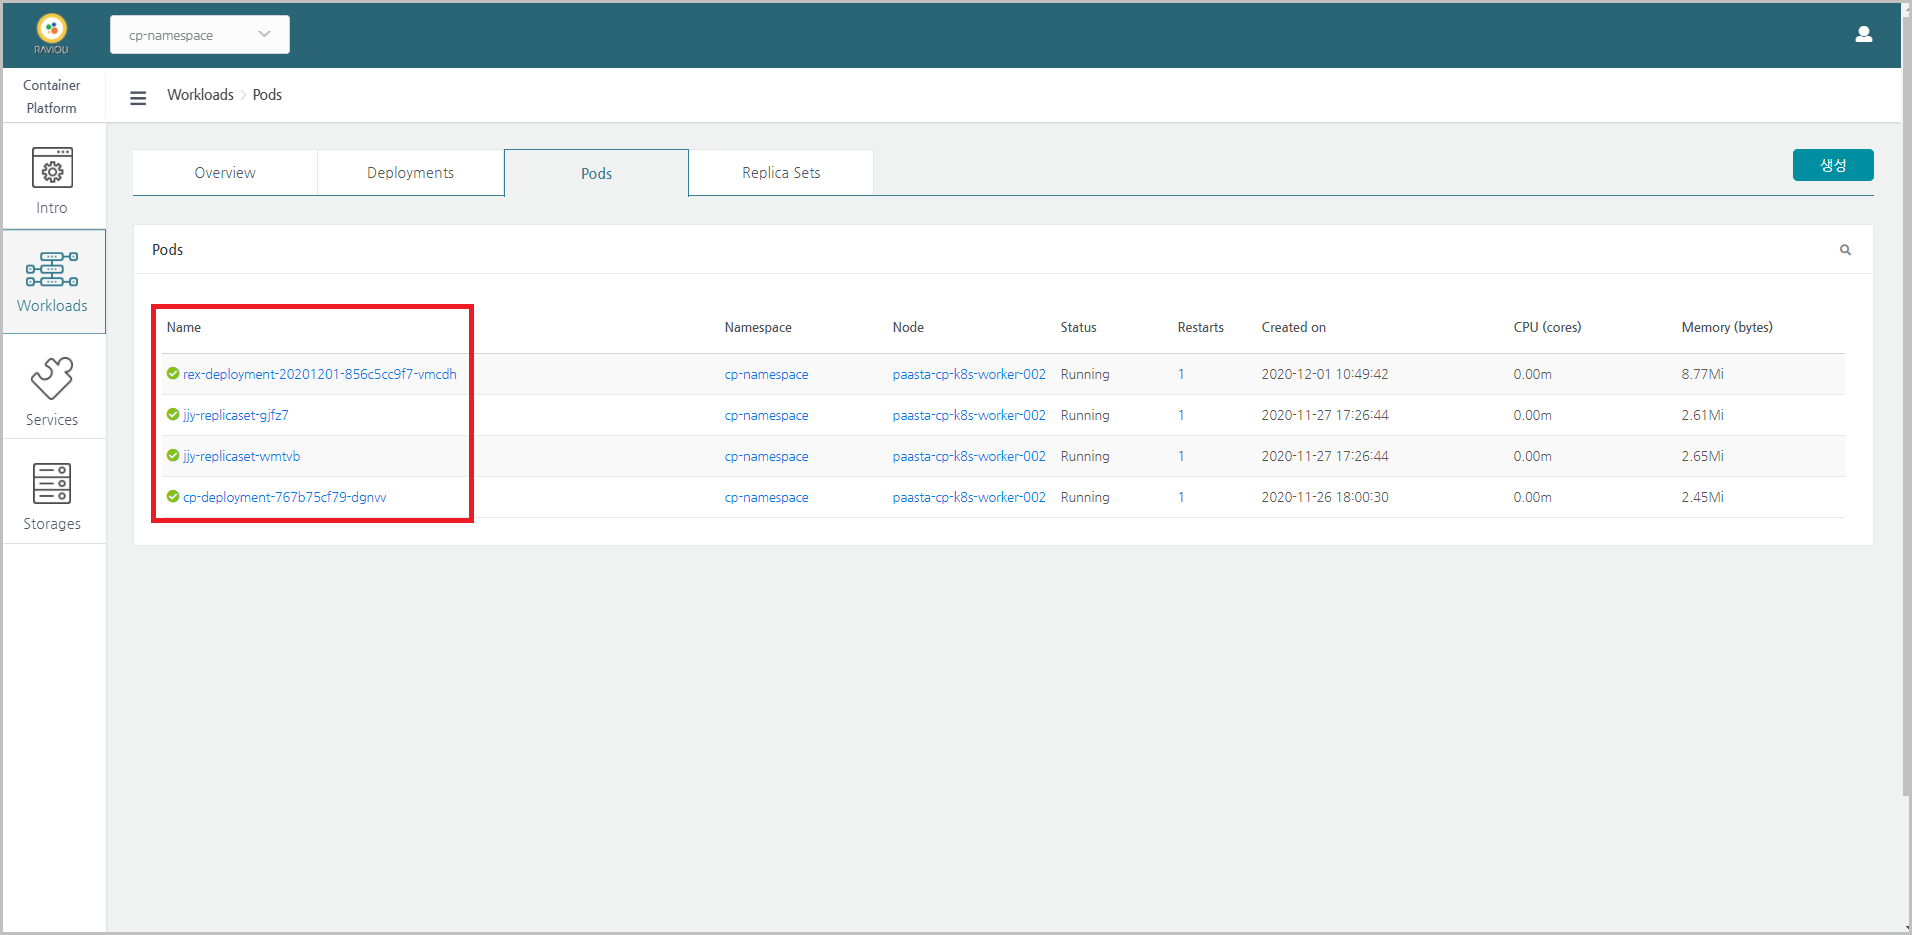 RAVIOLI
cp-namespace
Container
Platform
Workloads > Pods
Intro
Workloads
Services
Storages
Overview Deployments Pods Replica Sets 생성
Pods
Name Namespace Node Status Restarts Created on CPU (cores) Memory (bytes)
rex-deployment-20201201-856c5cc9f7-vmcdh cp-namespace paasta-cp-k8s-worker-002 Running 1 2020-12-01 10:49:42 0.00m 8.77Mi
jjy-replicaset-gjfz7 cp-namespace paasta-cp-k8s-worker-002 Running 1 2020-11-27 17:26:44 0.00m 2.61Mi
jjy-replicaset-wmtvb cp-namespace paasta-cp-k8s-worker-002 Running 1 2020-11-27 17:26:44 0.00m 2.65Mi
cp-deployment-767b75cf79-dgnvv cp-namespace paasta-cp-k8s-worker-002 Running 1 2020-11-26 18:00:30 0.00m 2.45Mi